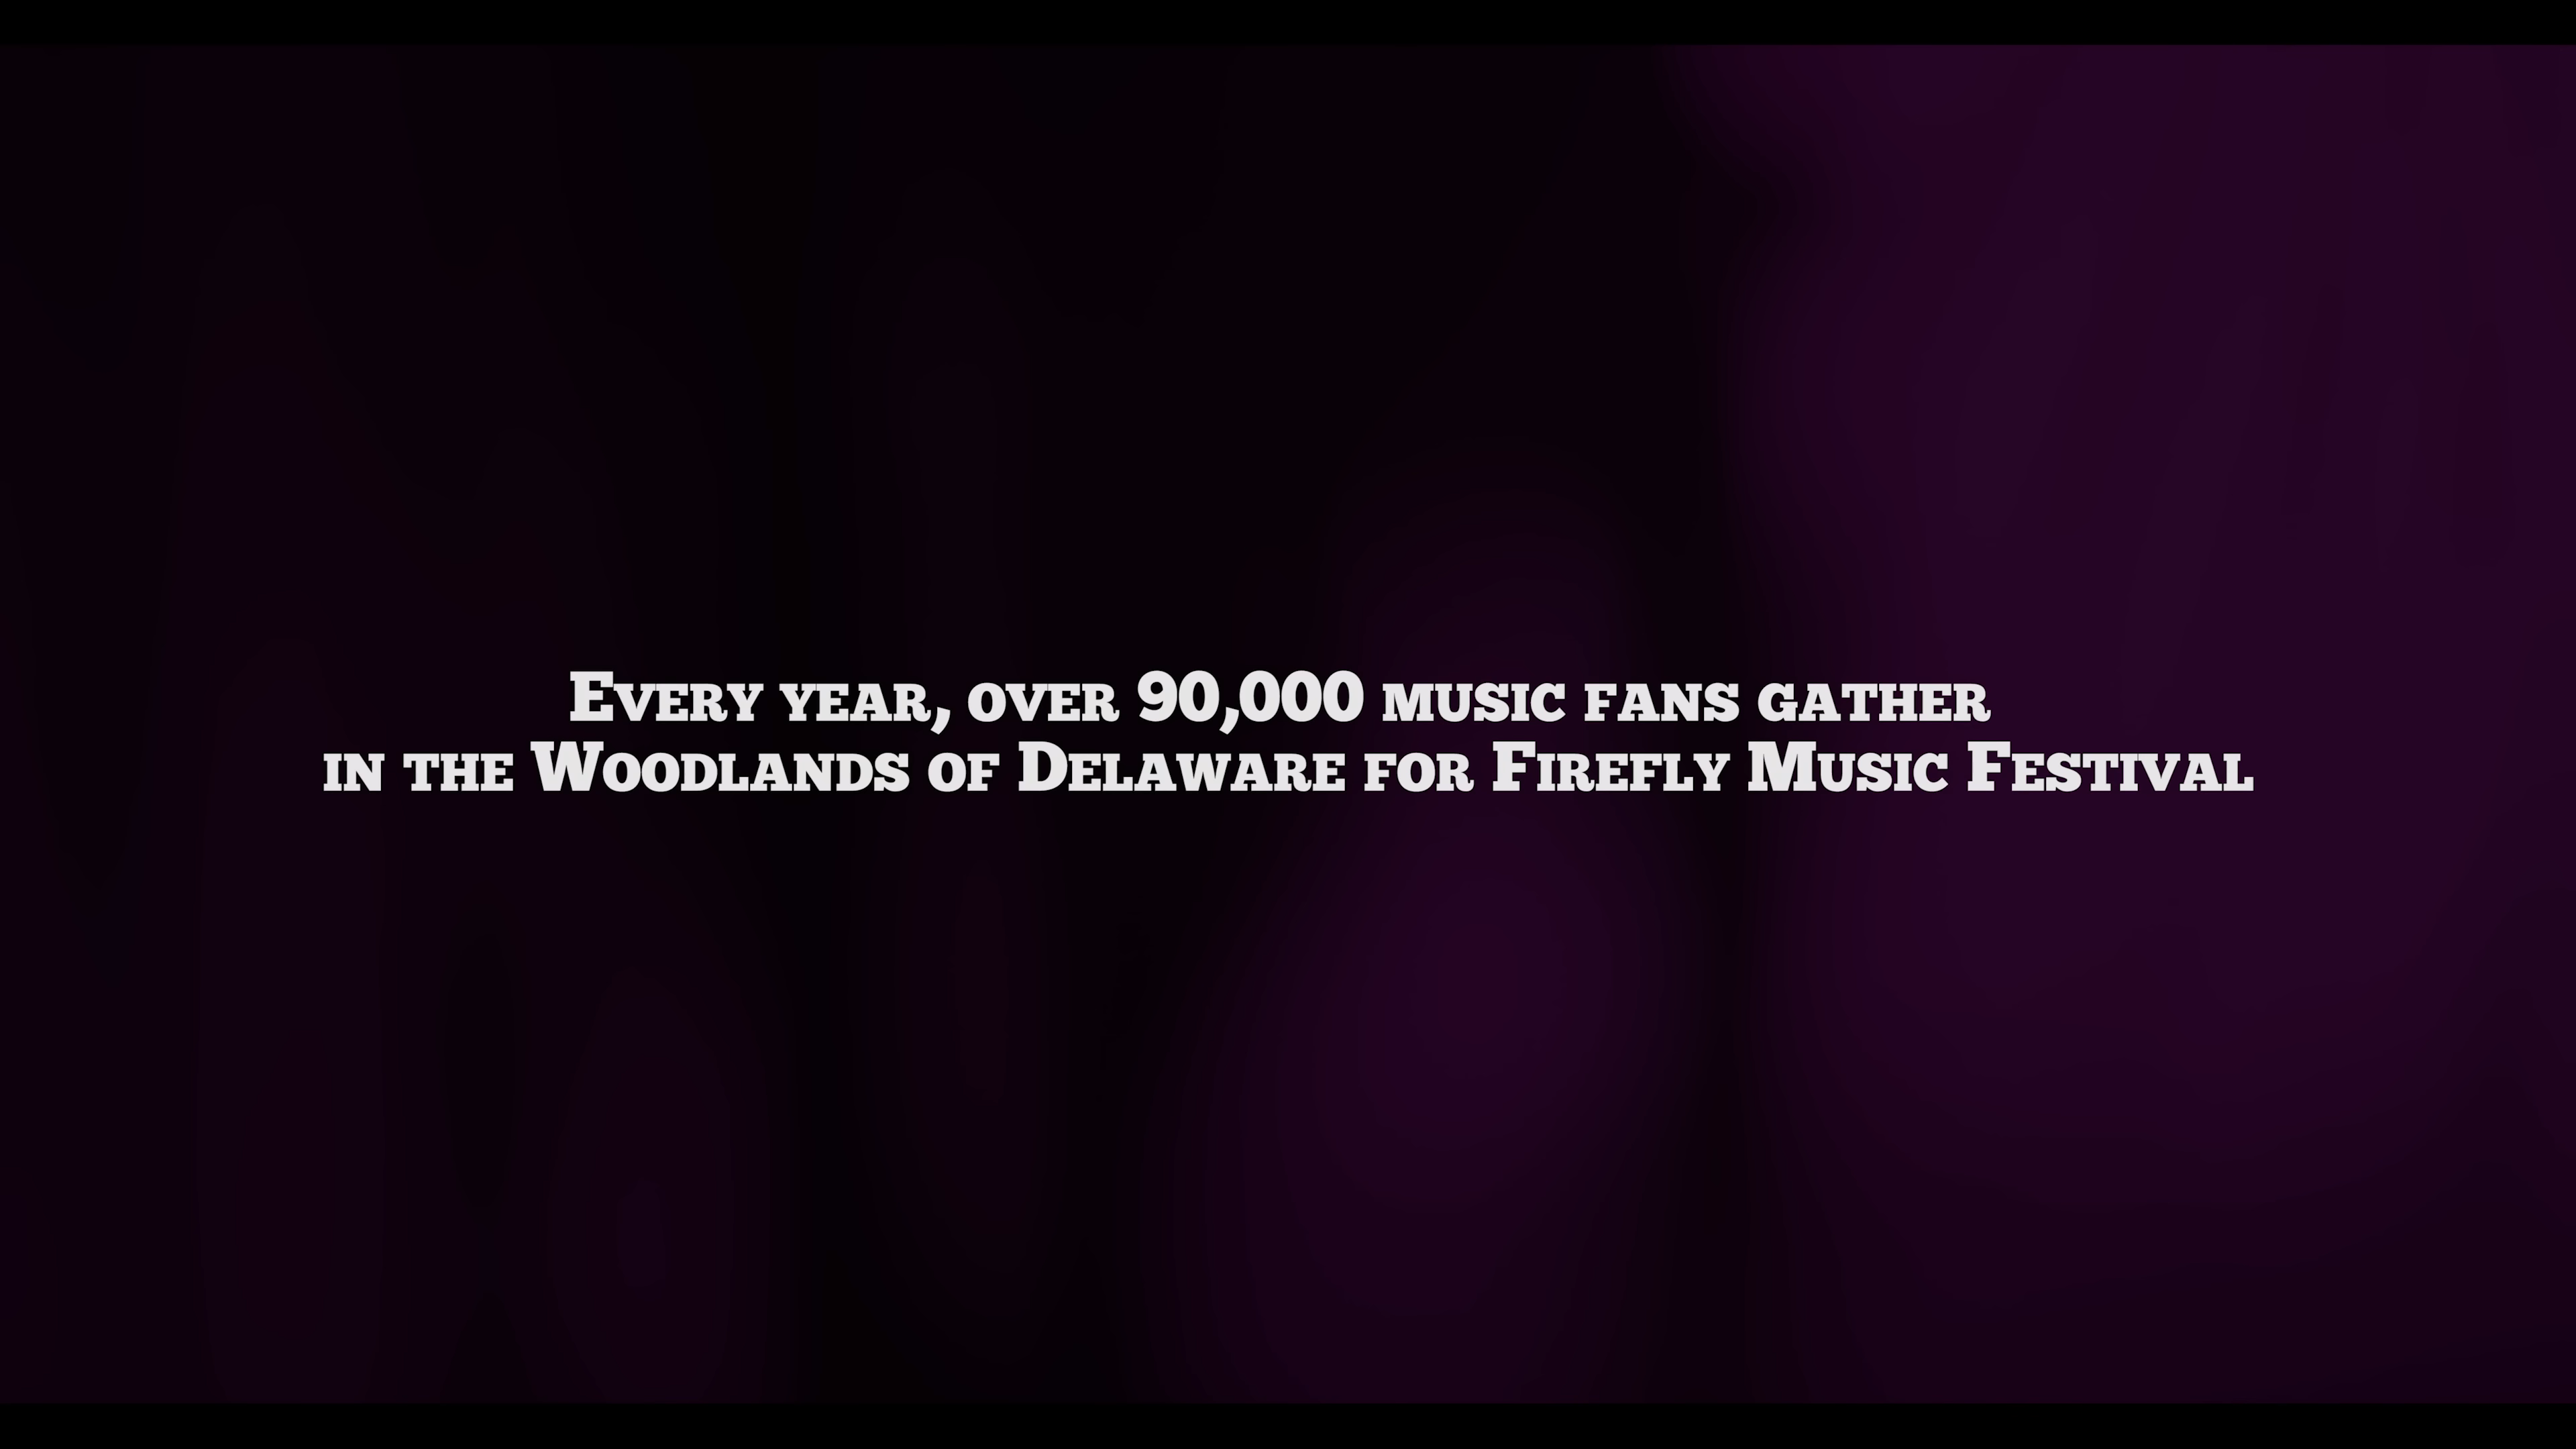 Every year, over 90,000 music fans gather
in the Woodlands of Delaware for Firefly Music Festival